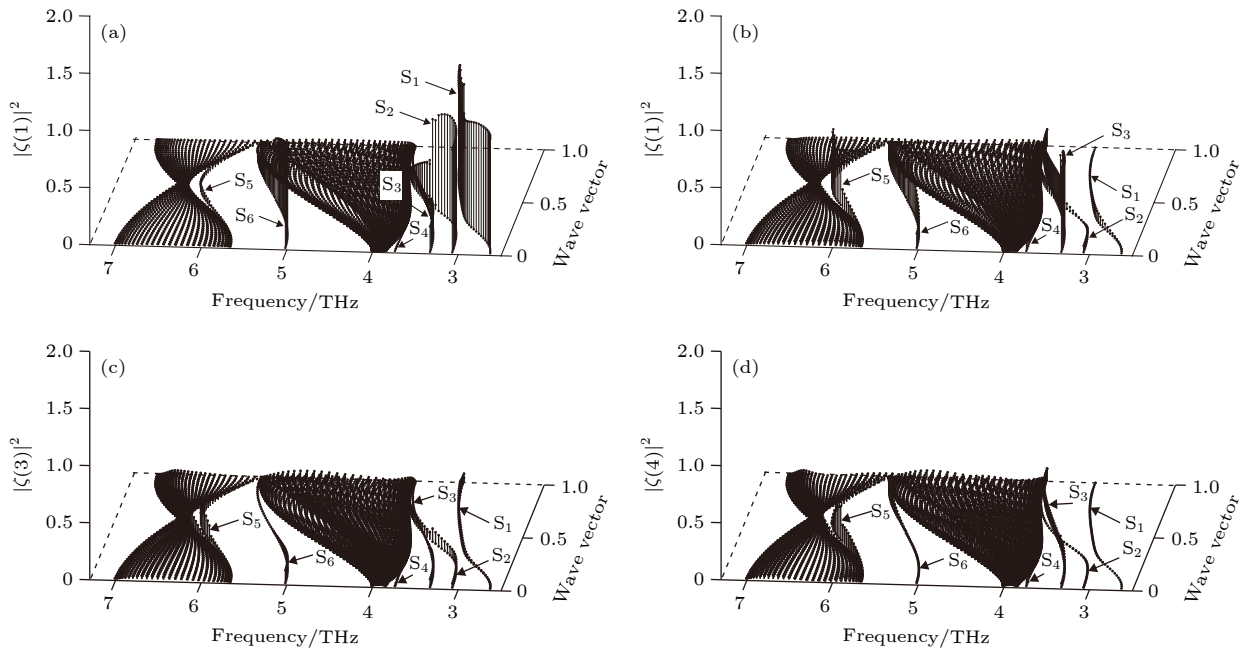 2.0
(a)
1.5
S1
S2
|ζ(1)|²
1.0
1.0
S3
0.5
S5
0.5
S6
S4
Wave vector
0
0
7
6
5
4
3
Frequency/THz
2.0
(b)
1.5
|ζ(1)|²
1.0
S3
1.0
S1
0.5
S5
0.5
S2
S6
S4
Wave vector
0
0
7
6
5
4
3
Frequency/THz
2.0
(c)
1.5
|ζ(3)|²
1.0
1.0
S3
S1
0.5
S5
0.5
S6
S2
S4
Wave vector
0
0
7
6
5
4
3
Frequency/THz
2.0
(d)
1.5
|ζ(4)|²
1.0
1.0
S3
S1
0.5
S5
0.5
S2
S6
S4
Wave vector
0
0
7
6
5
4
3
Frequency/THz